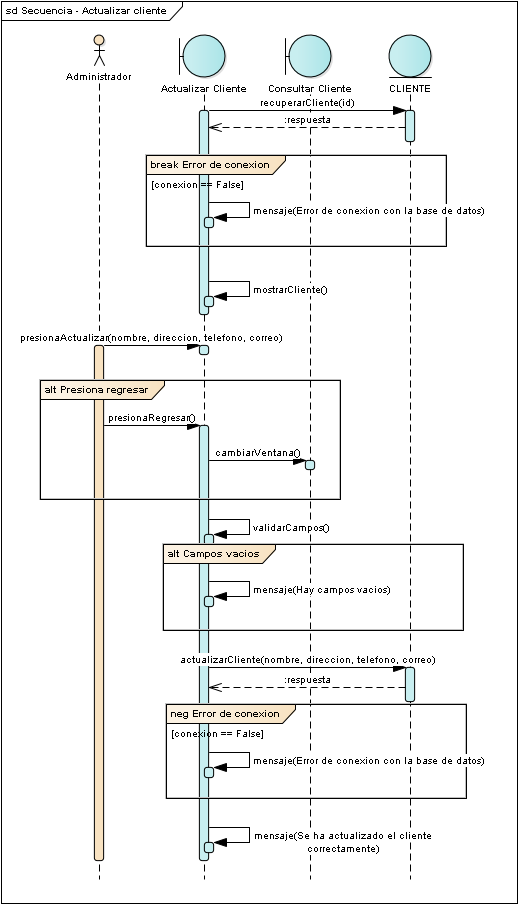 sd Secuencia - Actualizar cliente
Administrador
Actualizar Cliente
Consultar Cliente
CLIENTE
recuperarCliente(id)
:respuesta
break Error de conexion
[conexion == False]
mensaje(Error de conexion con la base de datos)
mostrarCliente()
presionaActualizar(nombre, direccion, telefono, correo)
alt Presiona regresar
presionaRegresar()
cambiarVentana()
validarCampos()
alt Campos vacios
mensaje(Hay campos vacios)
actualizarCliente(nombre, direccion, telefono, correo)
:respuesta
neg Error de conexion
[conexion == False]
mensaje(Error de conexion con la base de datos)
mensaje(Se ha actualizado el cliente
correctamente)